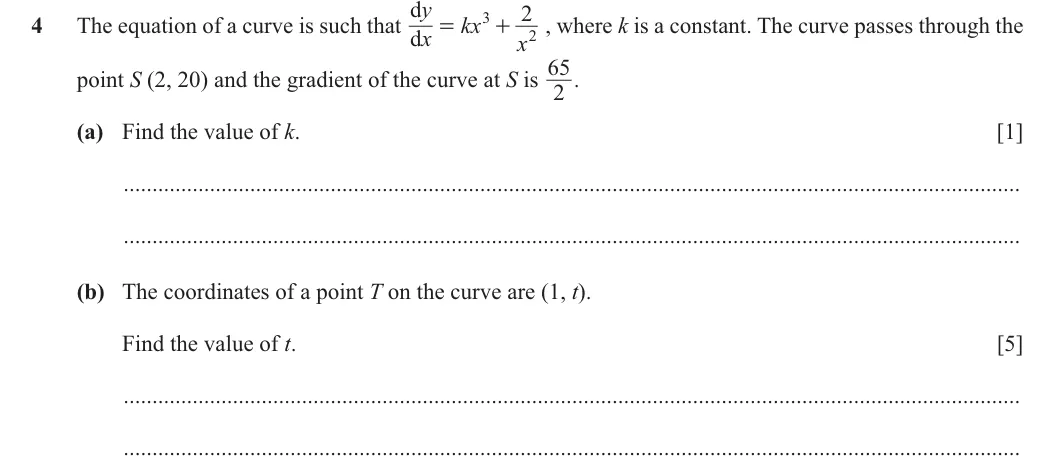 4 The equation of a curve is such that dy/dx = kx³ + 2/x², where k is a constant. The curve passes through the
point S (2, 20) and the gradient of the curve at S is 65/2.
(a) Find the value of k. [1]
(b) The coordinates of a point T on the curve are (1, t).
Find the value of t. [5]